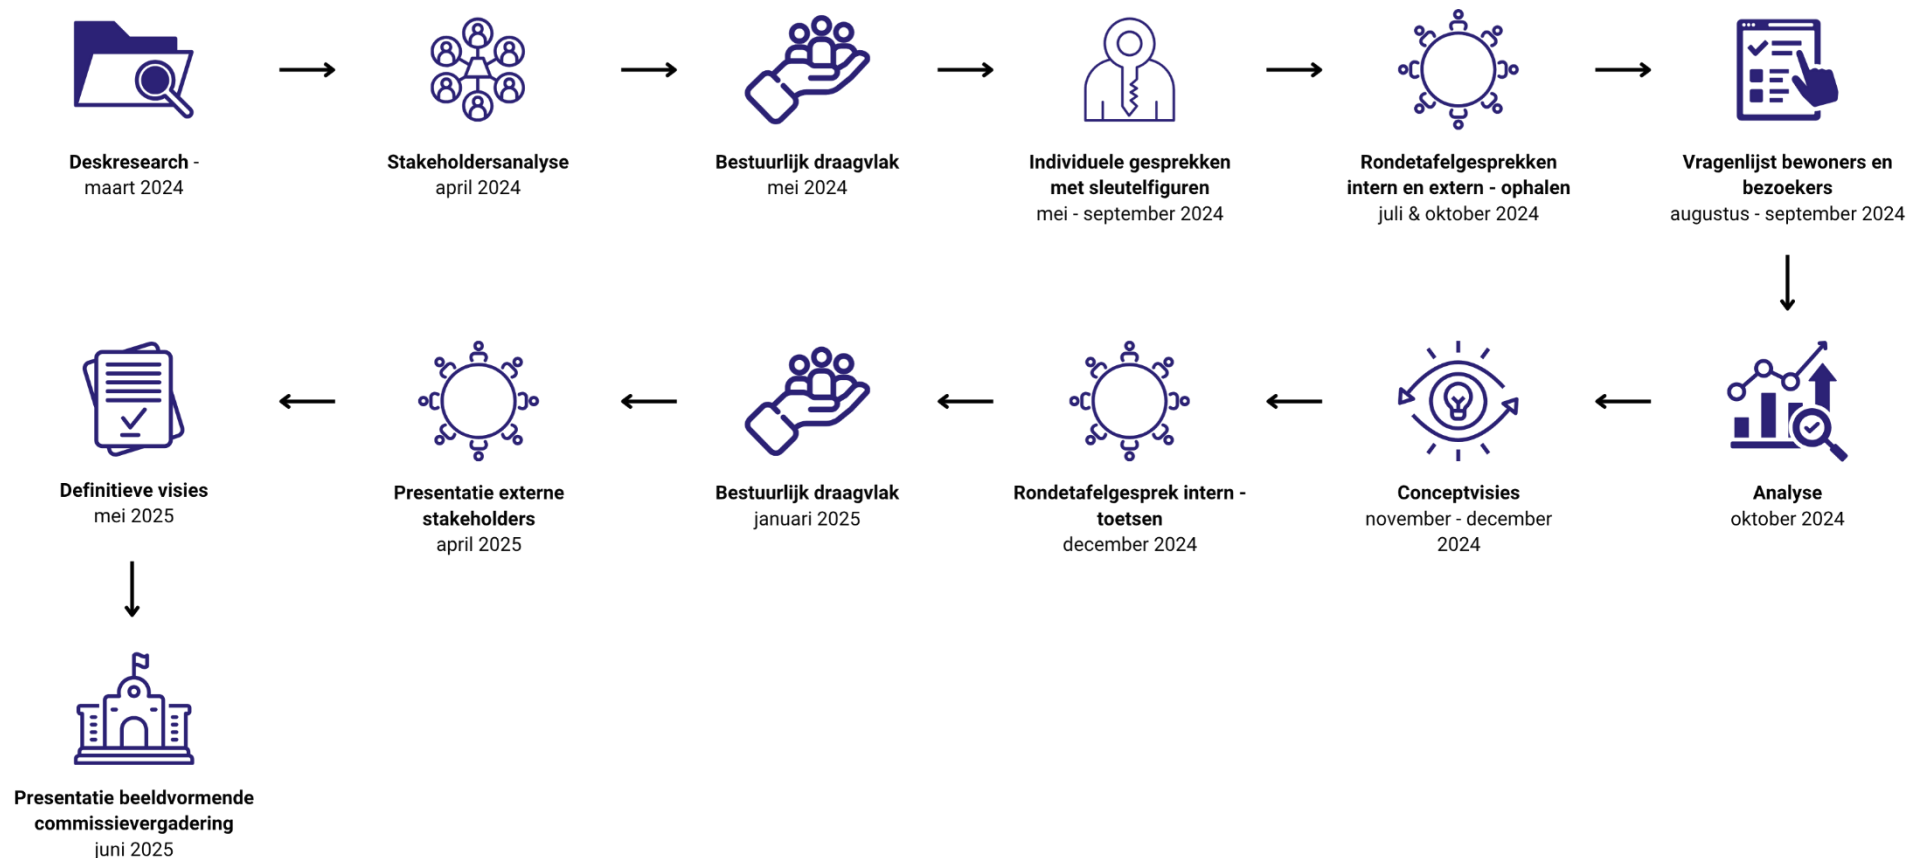 Deskresearch -
maart 2024
Stakeholdersanalyse
april 2024
Bestuurlijk draagvlak
mei 2024
Individuele gesprekken
met sleutelfiguren
mei - september 2024
Rondetafelgesprekken
intern en extern - ophalen
juli & oktober 2024
Vragenlijst bewoners en
bezoekers
augustus - september 2024
Analyse
oktober 2024
Conceptvisies
november - december
2024
Rondetafelgesprek intern -
toetsen
december 2024
Bestuurlijk draagvlak
januari 2025
Presentatie externe
stakeholders
april 2025
Definitieve visies
mei 2025
Presentatie beeldvormende
commissievergadering
juni 2025